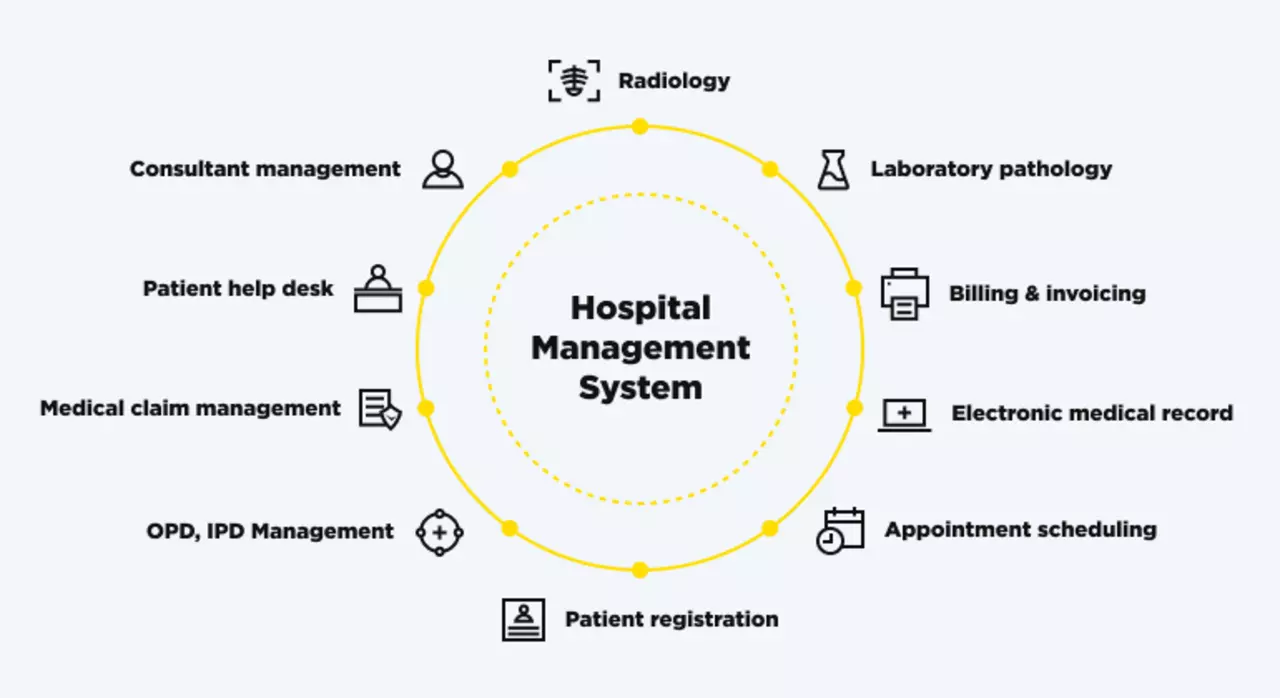 Radiology
Consultant management
Laboratory pathology
Patient help desk
Billing & invoicing
Hospital
Management
System
Medical claim management
Electronic medical record
OPD, IPD Management
Appointment scheduling
Patient registration